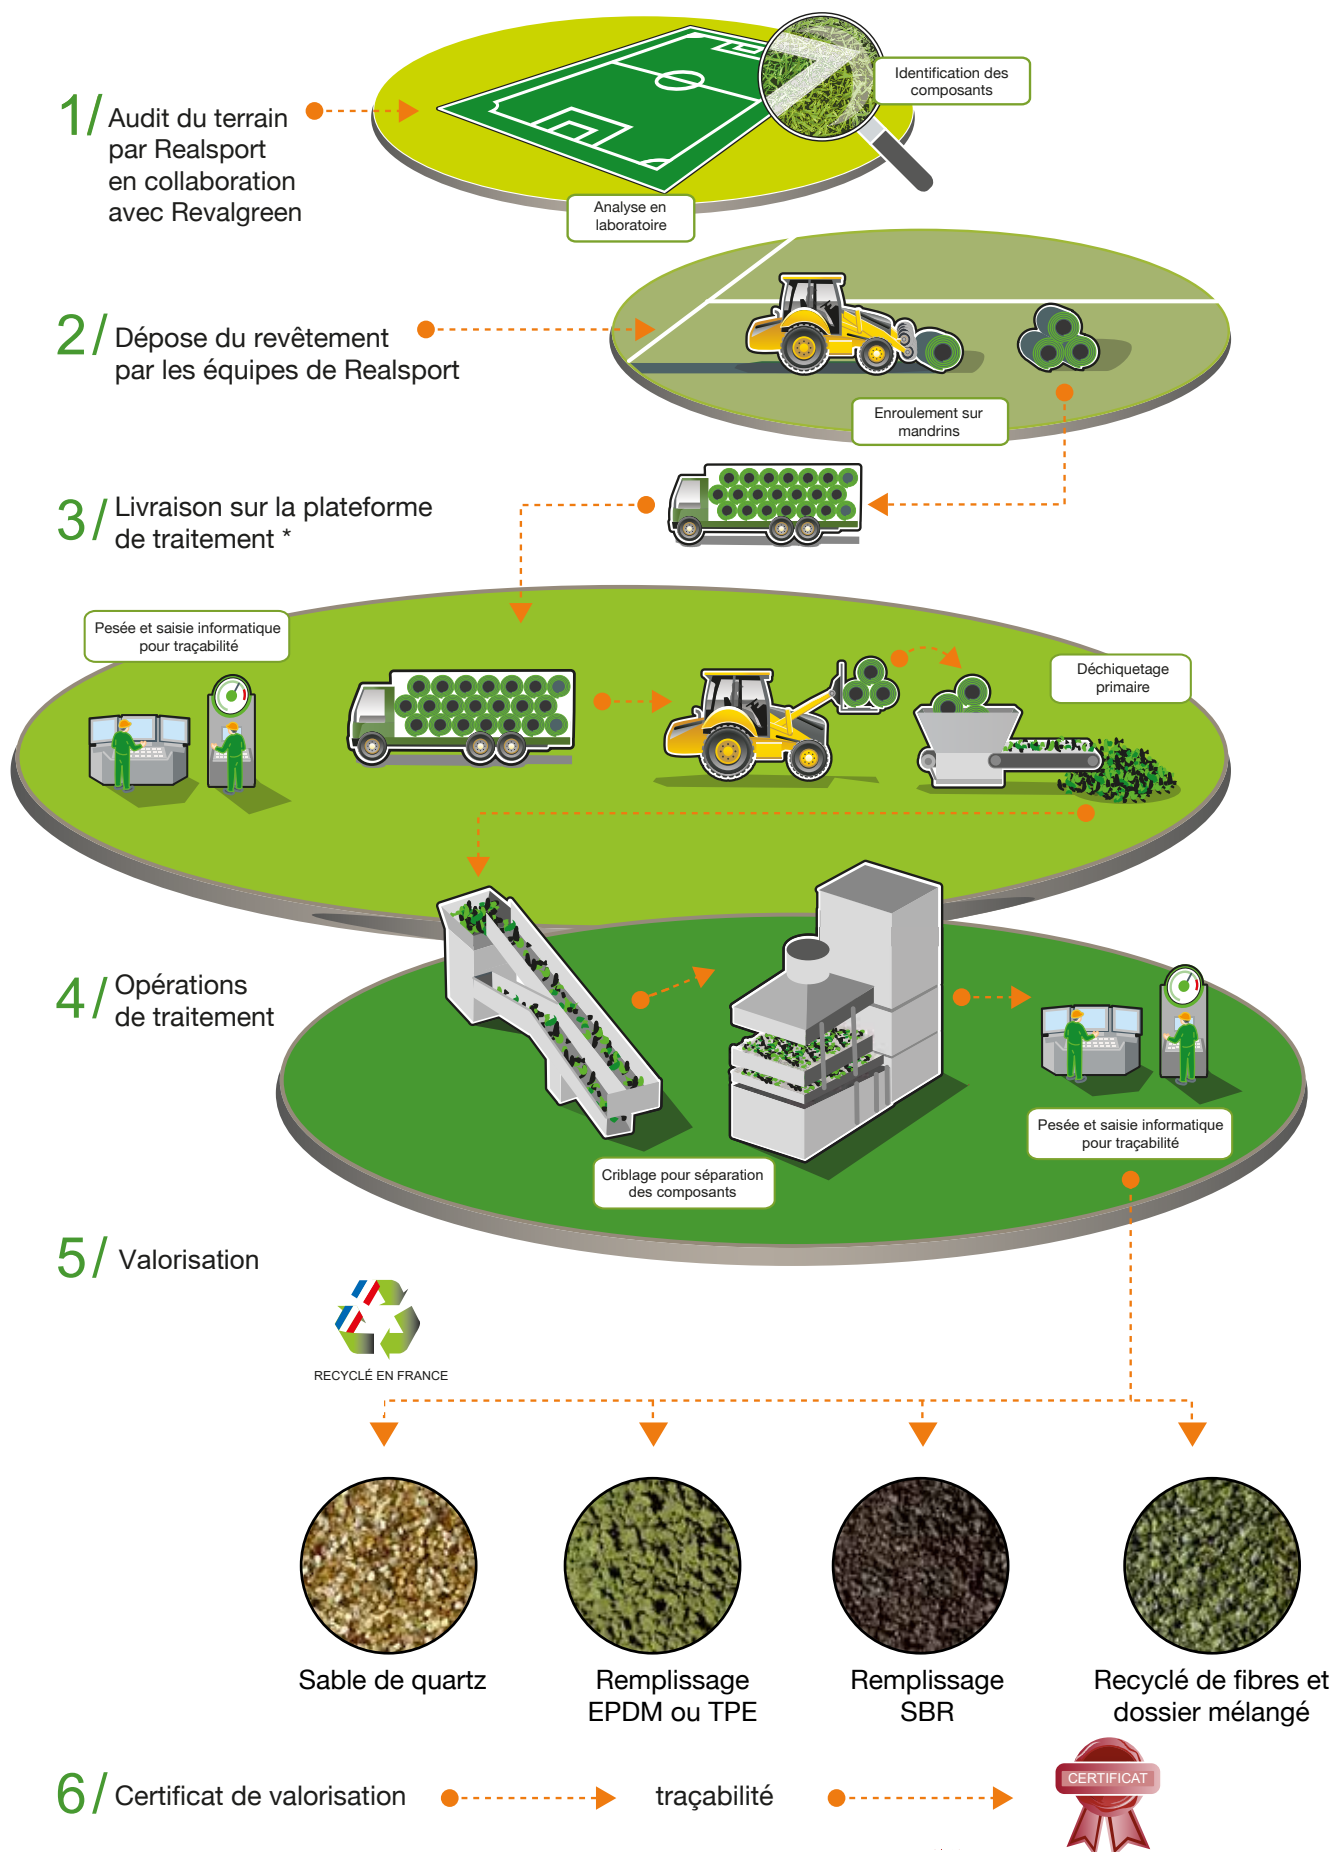 1/ Audit du terrain
par Realsport
en collaboration
avec Revalgreen
Identification des
composants
Analyse en
laboratoire
2/ Dépose du revêtement
par les équipes de Realsport
Enroulement sur
mandrins
3/ Livraison sur la plateforme
de traitement *
Pesée et saisie informatique
pour traçabilité
Déchiquetage
primaire
4/ Opérations
de traitement
Criblage pour séparation
des composants
Pesée et saisie informatique
pour traçabilité
5/ Valorisation
RECYCLÉ EN FRANCE
Sable de quartz
Remplissage
EPDM ou TPE
Remplissage
SBR
Recyclé de fibres et
dossier mélangé
6/ Certificat de valorisation
traçabilité
CERTIFICAT